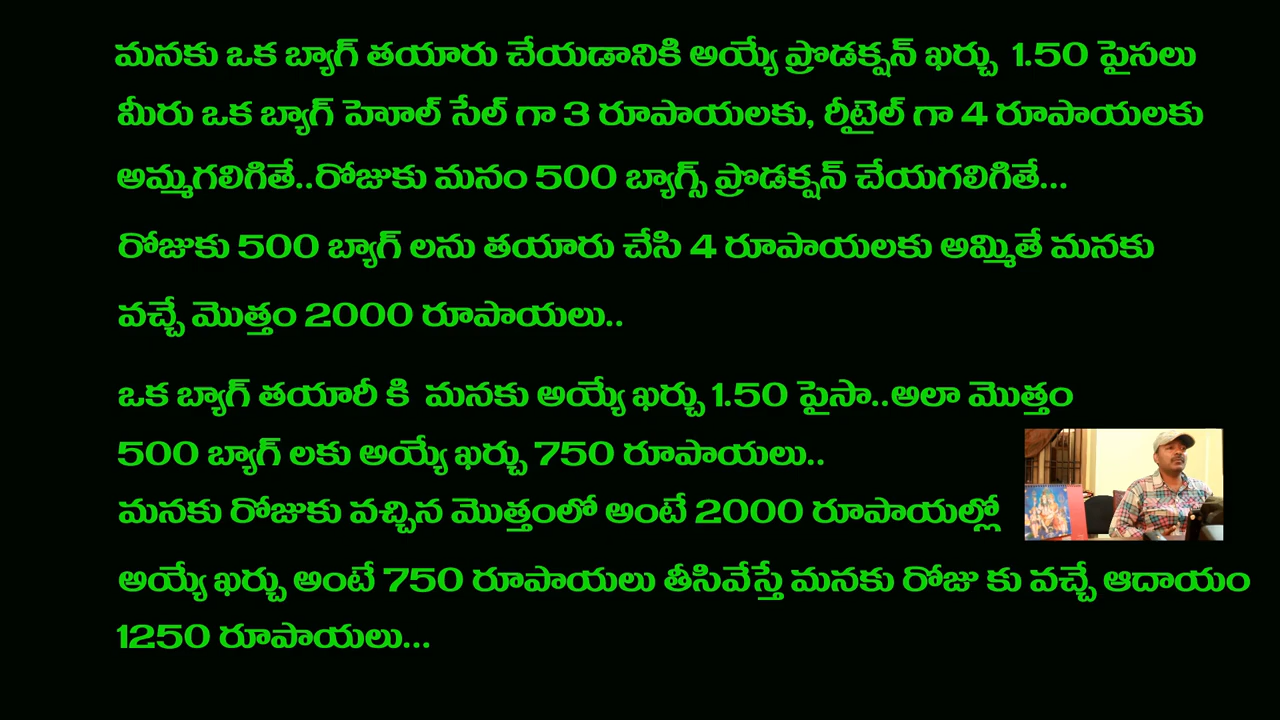 మనకు ఒక బ్యాగ్ తయారు చేయడానికి అయ్యే ప్రొడక్షన్ ఖర్చు 1.50 పైసలు
మీరు ఒక బ్యాగ్ హెూల్ సేల్ గా 3 రూపాయలకు, రీటైల్ గా 4 రూపాయలకు
అమ్మగలిగితే..రోజుకు మనం 500 బ్యాగ్స్ ప్రొడక్షన్ చేయగలిగితే...
రోజుకు 500 బ్యాగ్ లను తయారు చేసి 4 రూపాయలకు అమ్మితే మనకు
వచ్చే మొత్తం 2000 రూపాయలు..
ఒక బ్యాగ్ తయారీ కి మనకు అయ్యే ఖర్చు 1.50 పైసా..అలా మొత్తం
500 బ్యాగ్ లకు అయ్యే ఖర్చు 750 రూపాయలు..
మనకు రోజుకు వచ్చిన మొత్తంలో అంటే 2000 రూపాయల్లో
అయ్యే ఖర్చు అంటే 750 రూపాయలు తీసివేస్తే మనకు రోజు కు వచ్చే ఆదాయం
1250 రూపాయలు...